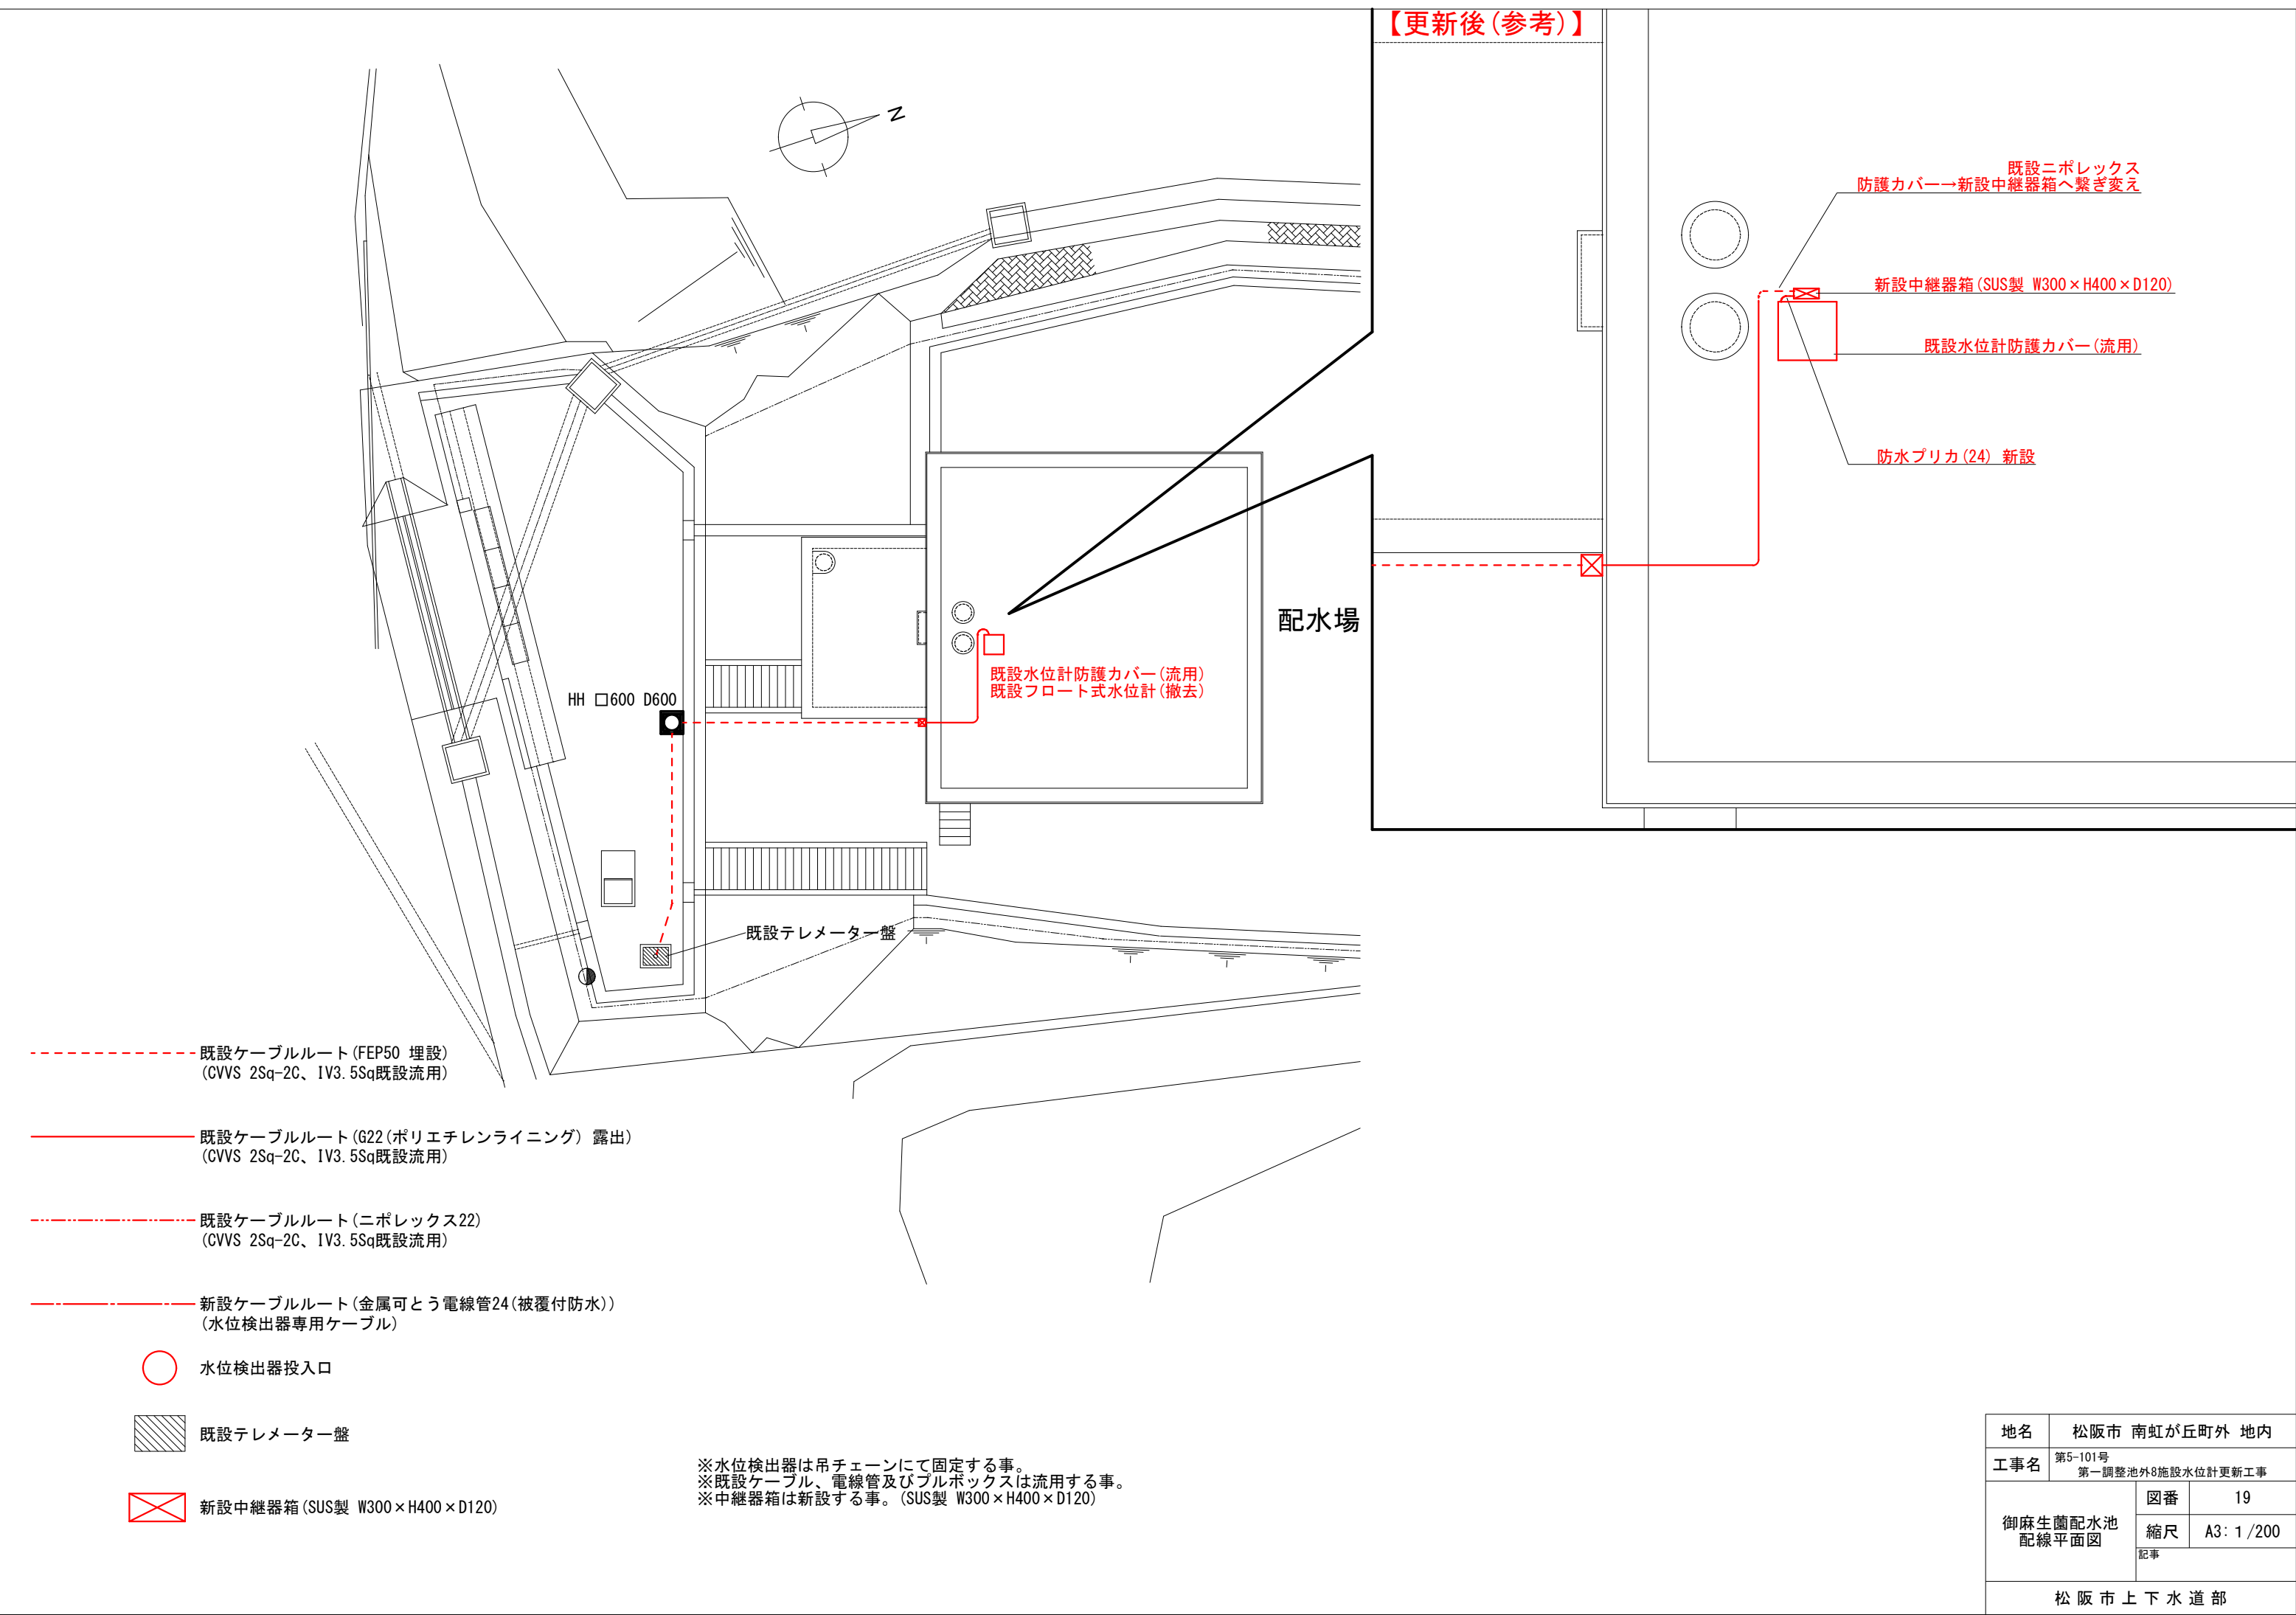 【更新後(参考)】
N
既設ニポレックス
防護カバー→新設中継器箱へ繋ぎ変え
新設中継器箱(SUS製 W300×H400×D120)
既設水位計防護カバー(流用)
防水プリカ(24) 新設
配水場
既設水位計防護カバー(流用)
既設フロート式水位計(撤去)
HH □600 D600
既設テレメーター盤
既設ケーブルルート(FEP50 埋設)
(CVVS 2Sq-2C、IV3.5Sq既設流用)
既設ケーブルルート(G22(ポリエチレンライニング) 露出)
(CVVS 2Sq-2C、IV3.5Sq既設流用)
既設ケーブルルート(ニポレックス22)
(CVVS 2Sq-2C、IV3.5Sq既設流用)
新設ケーブルルート(金属可とう電線管24(被覆付防水))
(水位検出器専用ケーブル)
水位検出器投入口
既設テレメーター盤
新設中継器箱(SUS製 W300×H400×D120)
※水位検出器は吊チェーンにて固定する事。
※既設ケーブル、電線管及びプルボックスは流用する事。
※中継器箱は新設する事。(SUS製 W300×H400×D120)
地名 松阪市 南虹が丘町外 地内
工事名 第5-101号
第一調整池外8施設水位計更新工事
御麻生薗配水池
配線平面図
図番 19
縮尺 A3:1/200
記事
松阪市上下水道部